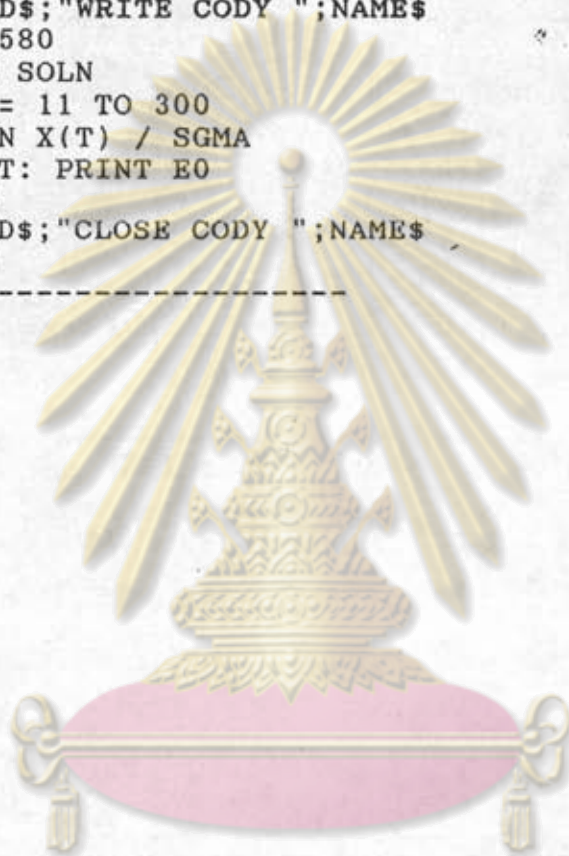 D$;"WRITE CODY ";NAME$
580
SOLN
= 11 TO 300
N X(T) / SGMA
T: PRINT E0
D$;"CLOSE CODY ";NAME$
-------------------